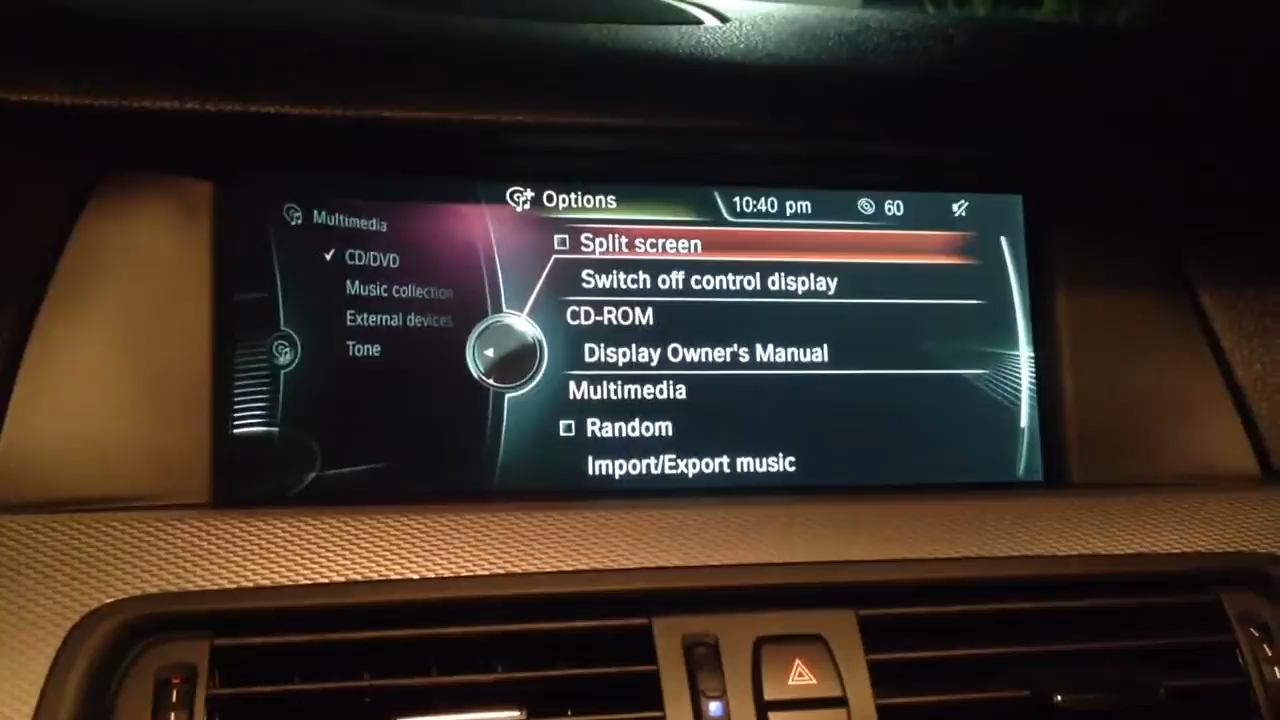 Multimedia
CD/DVD
Music collection
External devices
Tone
Options
10:40 pm
60
Split screen
Switch off control display
CD-ROM
Display Owner's Manual
Multimedia
Random
Import/Export music